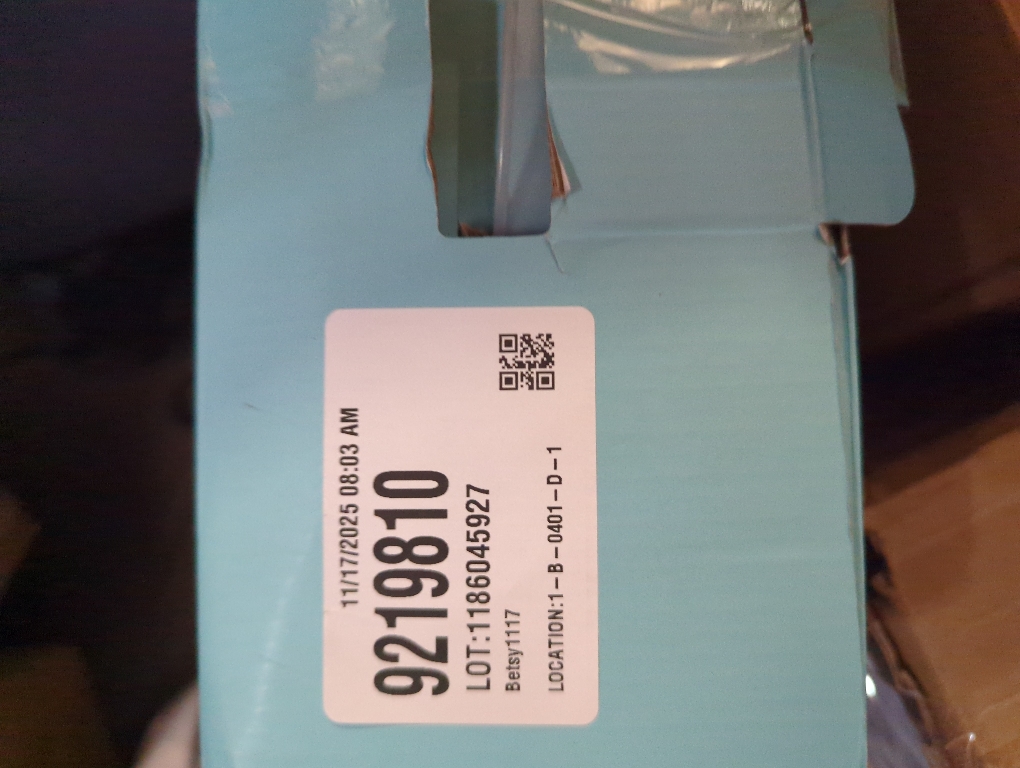 11/17/2025 08:03 AM
9219810
LOT:1186045927
Betsy1117
LOCATION:1-B-0401-D-1